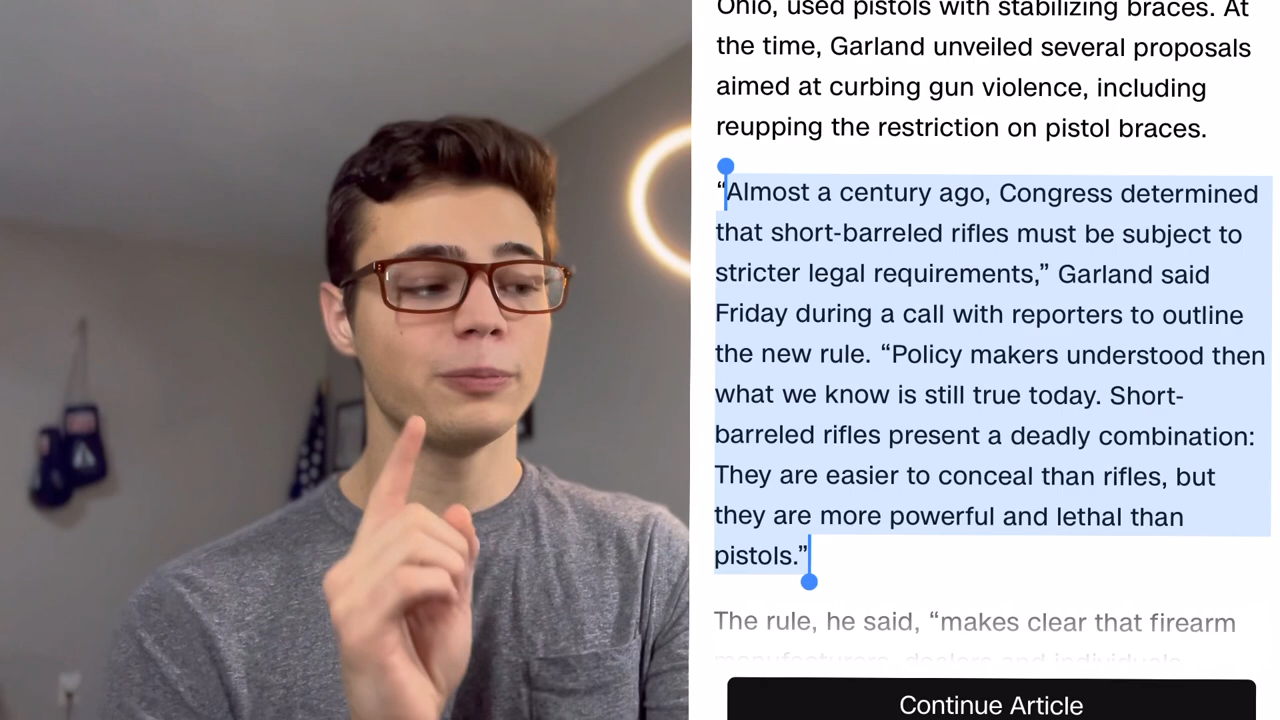 Ohio, used pistols with stabilizing braces. At
the time, Garland unveiled several proposals
aimed at curbing gun violence, including
reupping the restriction on pistol braces.
“Almost a century ago, Congress determined
that short-barreled rifles must be subject to
stricter legal requirements,” Garland said
Friday during a call with reporters to outline
the new rule. “Policy makers understood then
what we know is still true today. Short-
barreled rifles present a deadly combination:
They are easier to conceal than rifles, but
they are more powerful and lethal than
pistols.”
The rule, he said, “makes clear that firearm
manufacturers, dealers and individuals
Continue Article